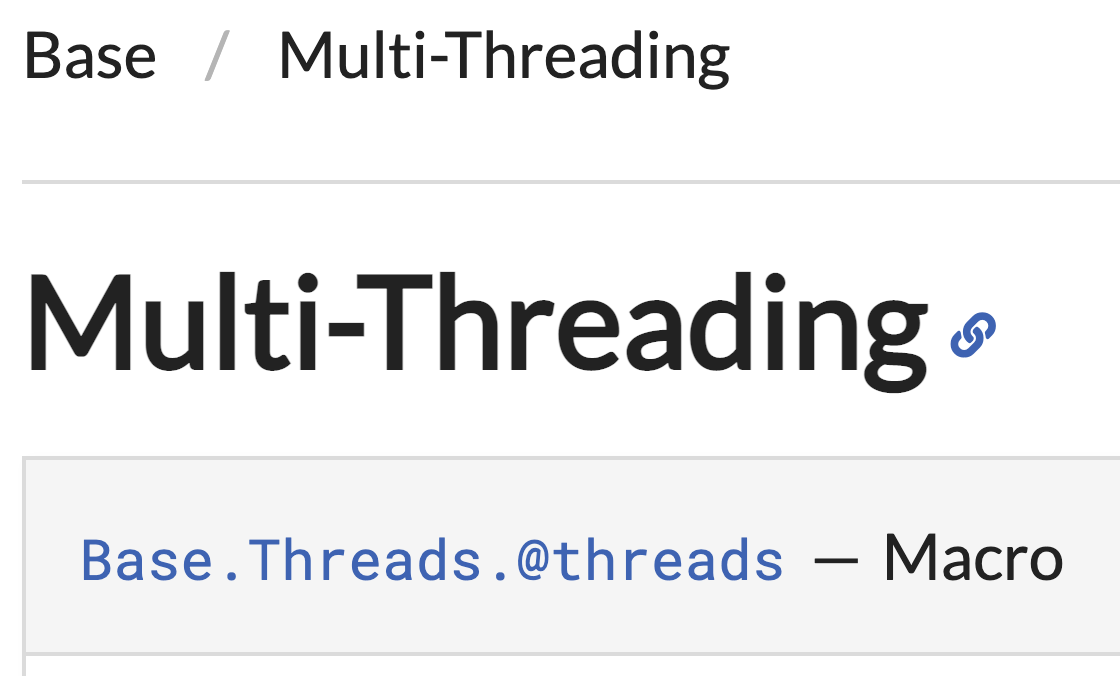 Base / Multi-Threading
Multi-Threading
Base.Threads.@threads — Macro